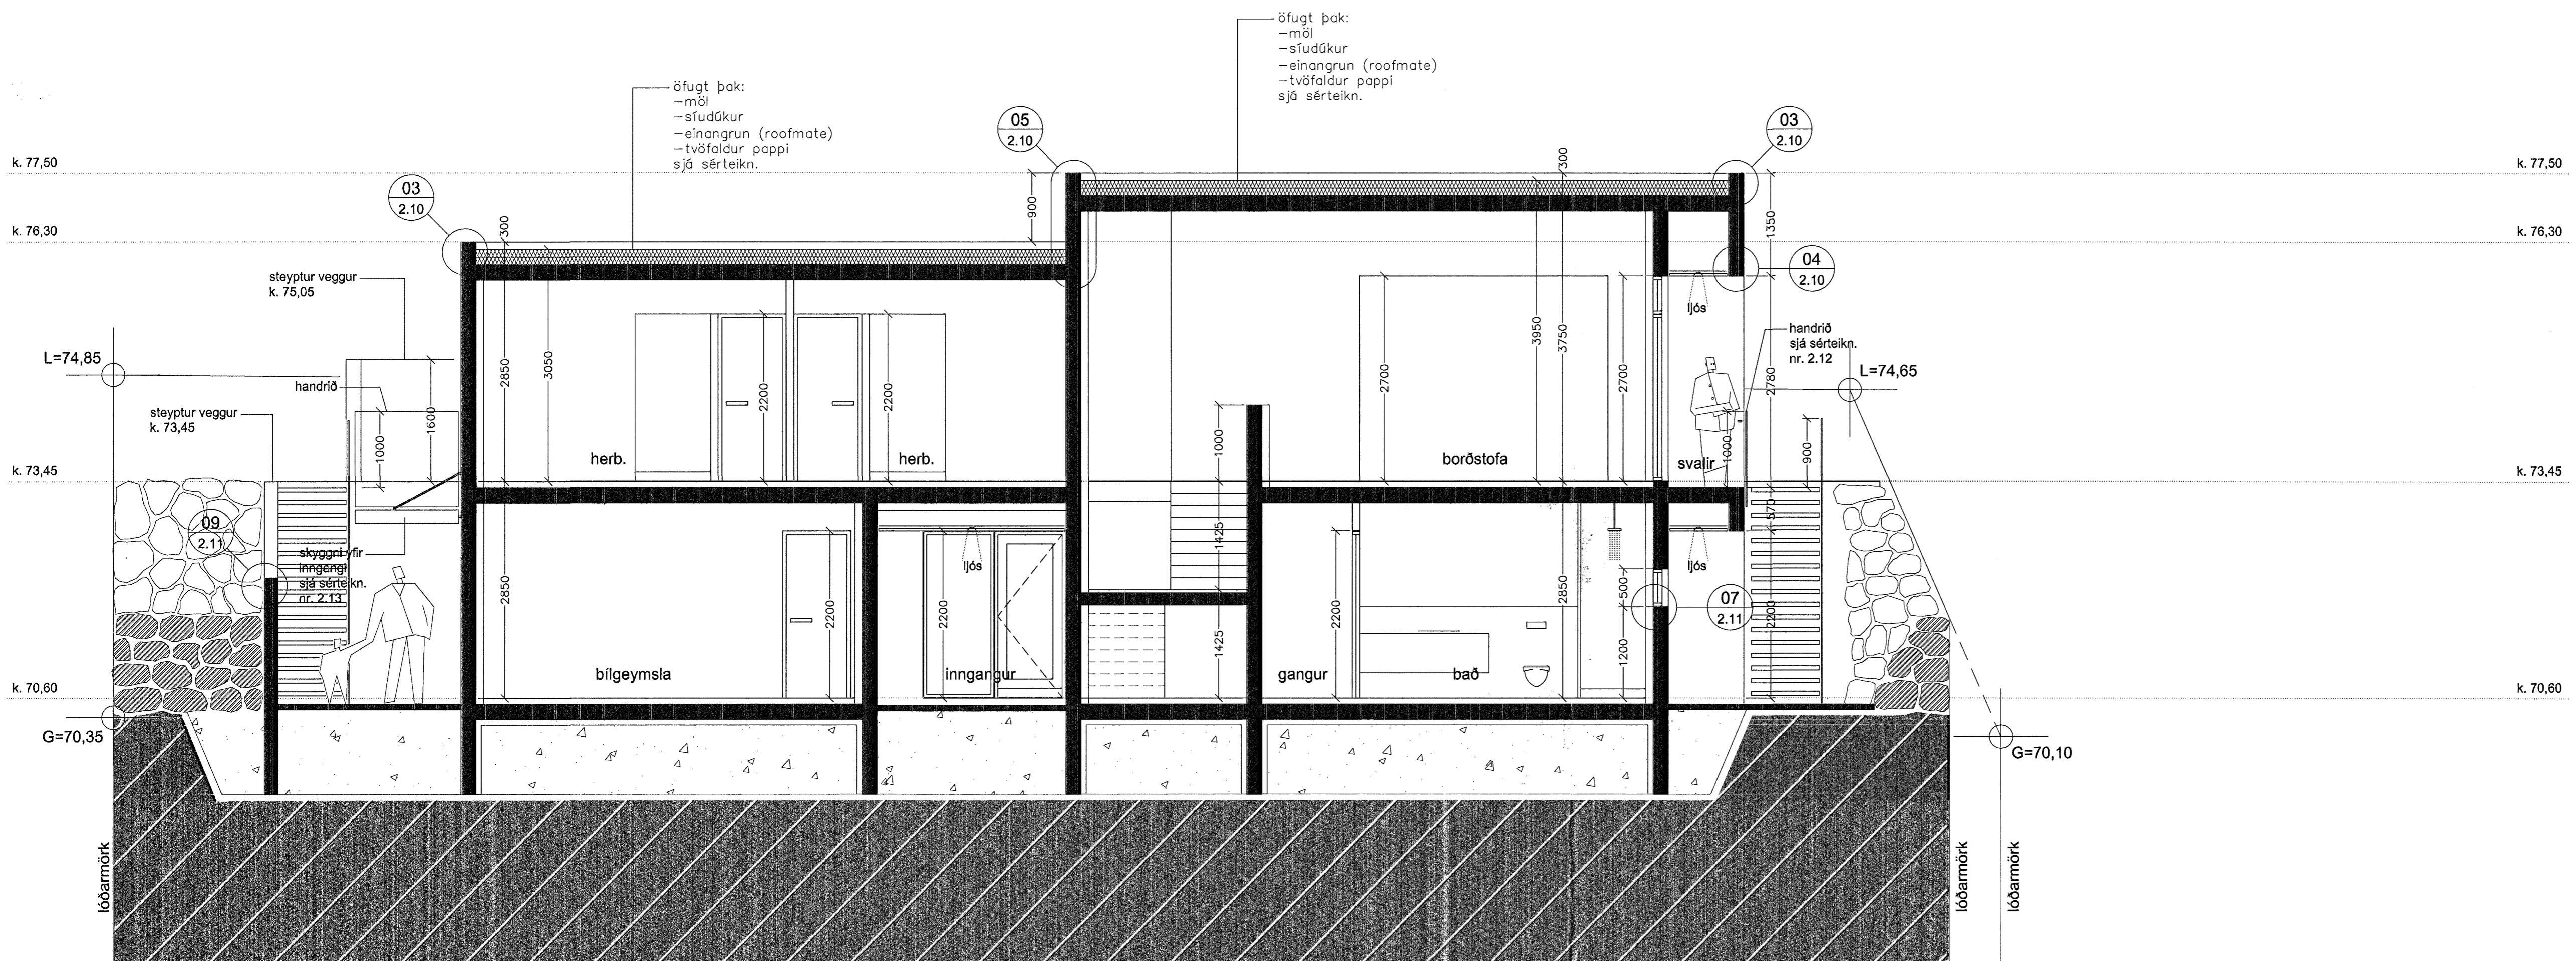 öfugt þak:
-möl
-síudúkur
-einangrun (roofmate)
-tvöfaldur pappi
sjá sérteikn.
öfugt þak:
-möl
-síudúkur
-einangrun (roofmate)
-tvöfaldur pappi
sjá sérteikn.
05
2.10
03
2.10
03
2.10
04
2.10
k. 77,50
k. 77,50
k. 76,30
k. 76,30
300
900
300
1350
steyptur veggur
k. 75,05
L=74,85
handrið
steyptur veggur
k. 73,45
1000
1600
2850
3050
2200
2200
herb.
herb.
1000
2700
3950
3750
2700
borðstofa
ljós
handrið
sjá sérteikn.
nr. 2.12
L=74,65
2780
1000
svalir
900
k. 73,45
k. 73,45
09
2.11
skyggni yfir
inngangi
sjá sérteikn.
nr. 2.13
2850
2200
bílgeymsla
2200
ljós
inngangur
1425
1425
2200
gangur
bað
2850
500
1200
07
2.11
ljós
570
2200
k. 70,60
k. 70,60
G=70,35
G=70,10
lóðarmörk
lóðarmörk
lóðarmörk